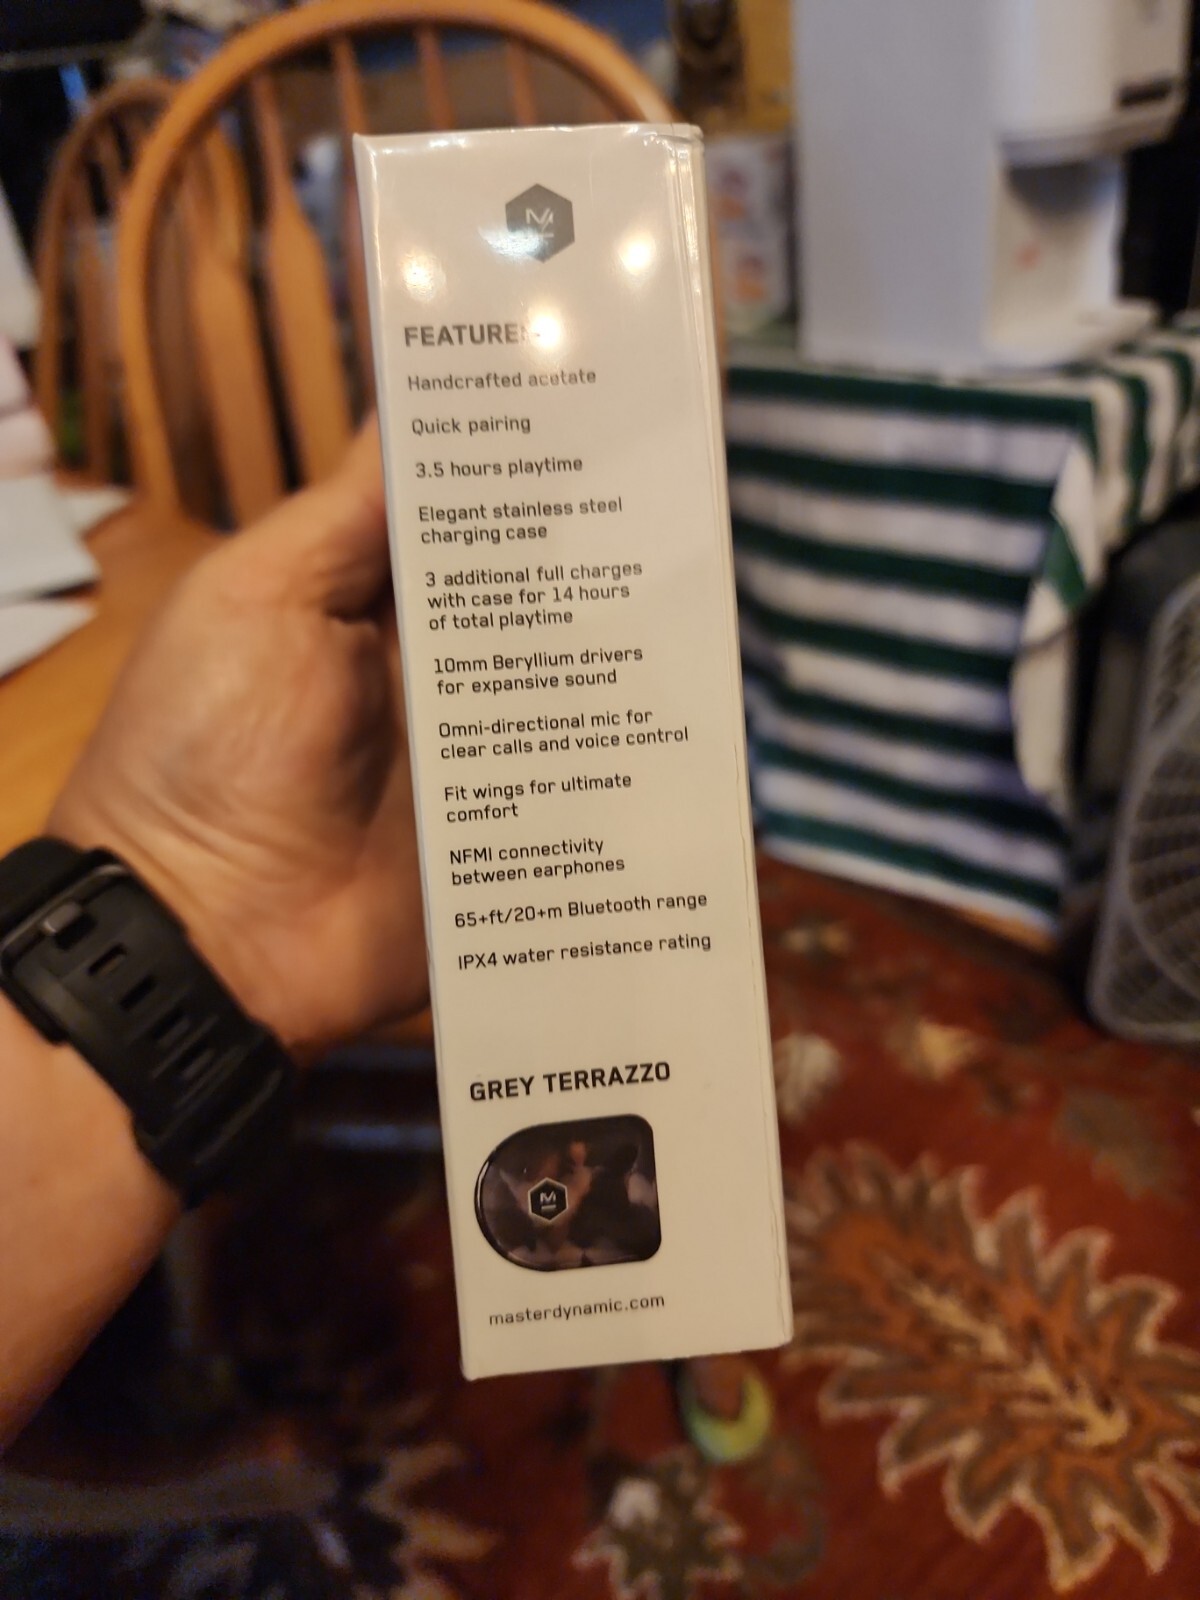 FEATURES
Handcrafted acetate
Quick pairing
3.5 hours playtime
Elegant stainless steel
charging case
3 additional full charges
with case for 14 hours
of total playtime
10mm Beryllium drivers
for expansive sound
Omni-directional mic for
clear calls and voice control
Fit wings for ultimate
comfort
NFMI connectivity
between earphones
65+ft/20+m Bluetooth range
IPX4 water resistance rating
GREY TERRAZZO
M
masterdynamic.com